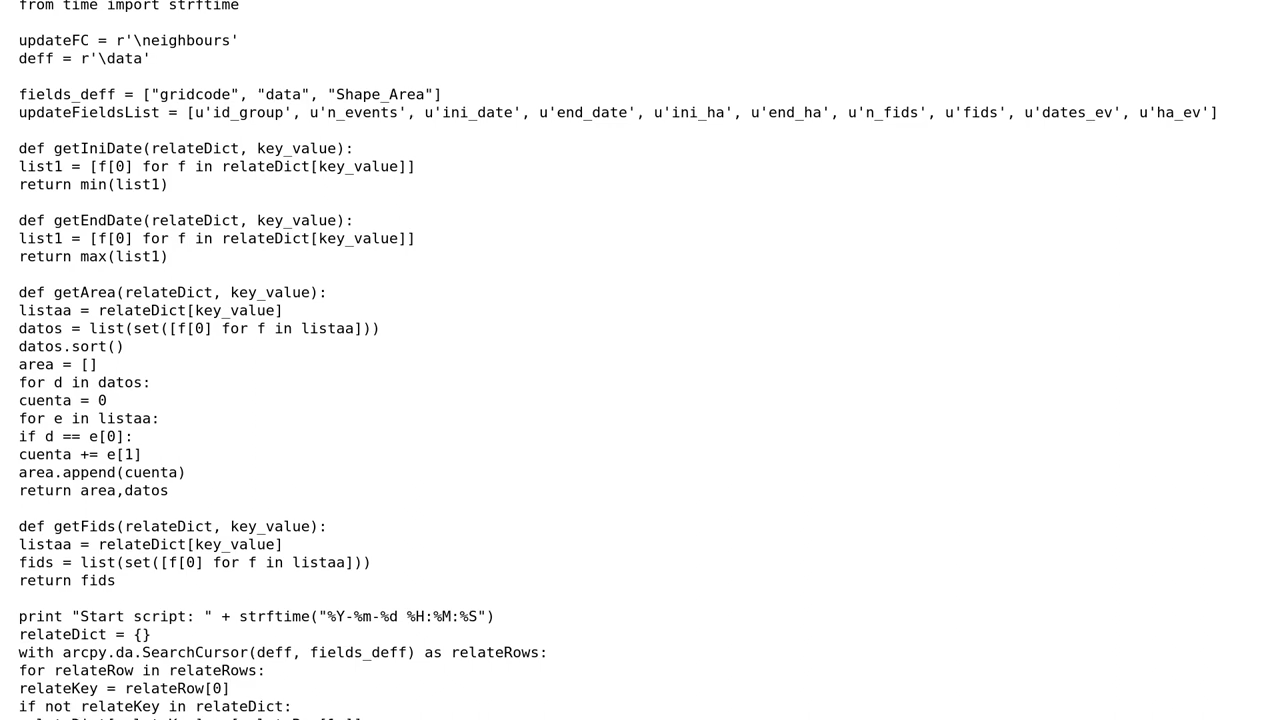 from time import strftime
updateFC = r'\neighbours'
deff = r'\data'
fields_deff = ["gridcode", "data", "Shape_Area"]
updateFieldsList = [u'id_group', u'n_events', u'ini_date', u'end_date', u'ini_ha', u'end_ha', u'n_fids', u'fids', u'dates_ev', u'ha_ev']
def getIniDate(relateDict, key_value):
list1 = [f[0] for f in relateDict[key_value]]
return min(list1)
def getEndDate(relateDict, key_value):
list1 = [f[0] for f in relateDict[key_value]]
return max(list1)
def getArea(relateDict, key_value):
listaa = relateDict[key_value]
datos = list(set([f[0] for f in listaa]))
datos.sort()
area = []
for d in datos:
cuenta = 0
for e in listaa:
if d == e[0]:
cuenta += e[1]
area.append(cuenta)
return area,datos
def getFids(relateDict, key_value):
listaa = relateDict[key_value]
fids = list(set([f[0] for f in listaa]))
return fids
print "Start script: " + strftime("%Y-%m-%d %H:%M:%S")
relateDict = {}
with arcpy.da.SearchCursor(deff, fields_deff) as relateRows:
for relateRow in relateRows:
relateKey = relateRow[0]
if not relateKey in relateDict: